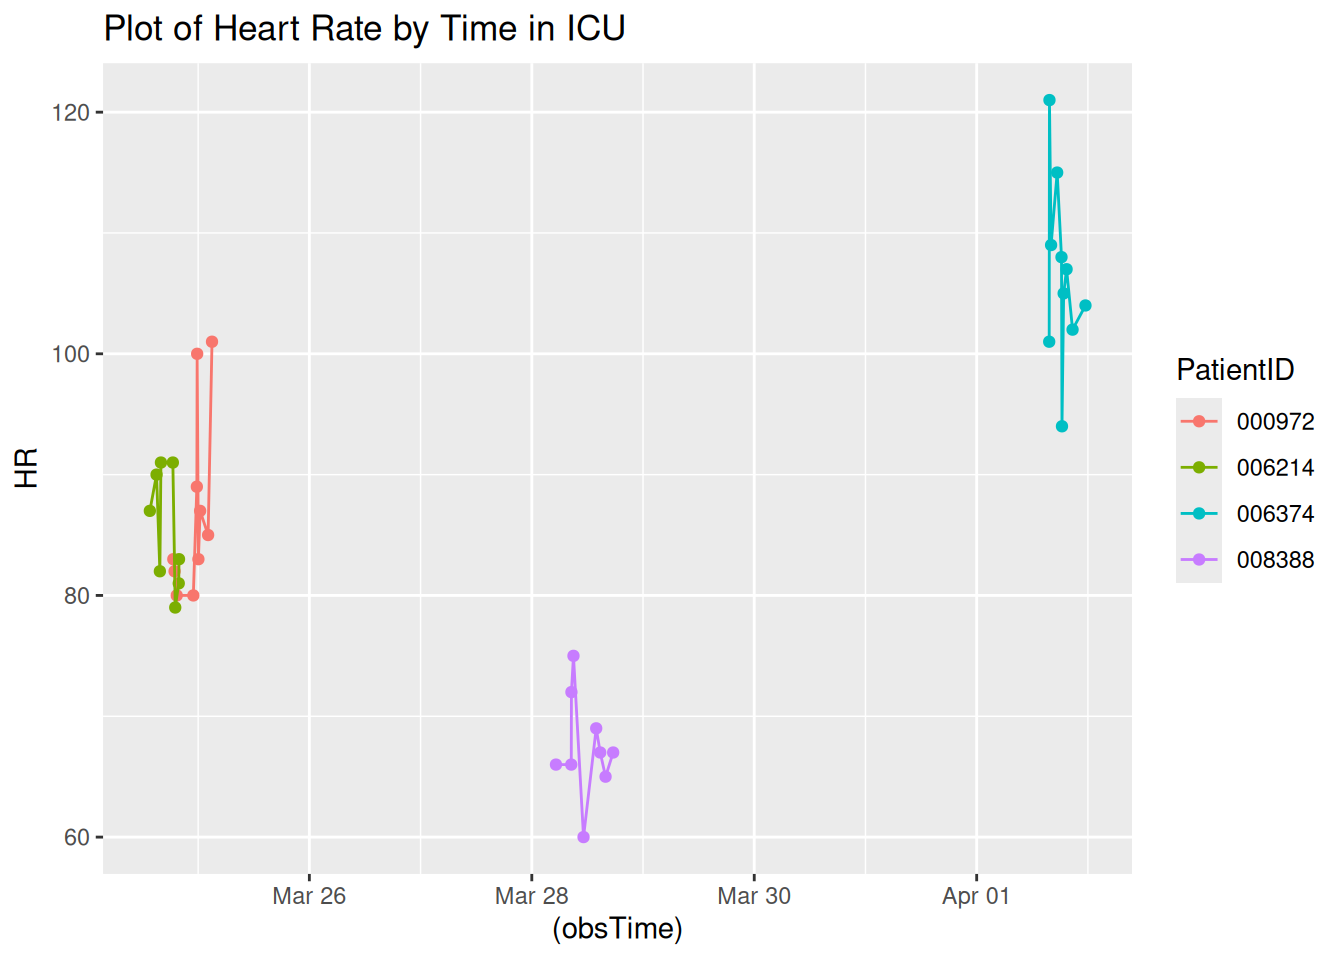 Plot of Heart Rate by Time in ICU
120
100
80
60
HR
Mar 26
Mar 28
Mar 30
Apr 01
(obsTime)
PatientID
000972
006214
006374
008388